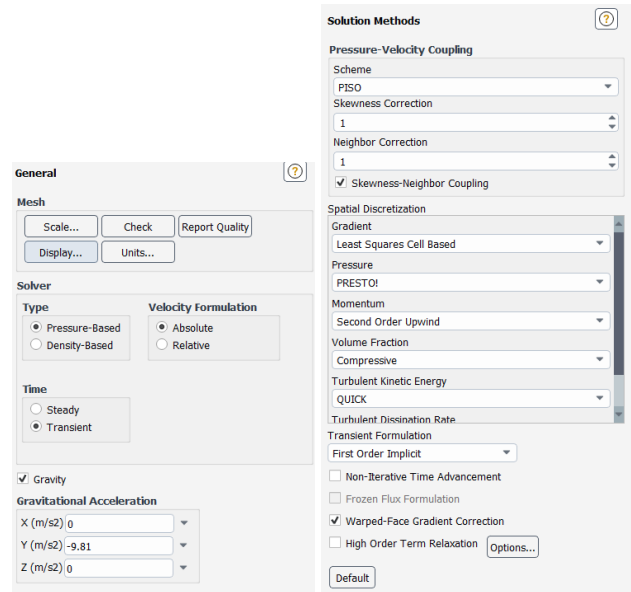 General
?
Mesh
Scale... Check Report Quality
Display... Units...
Solver
Type Velocity Formulation
Pressure-Based Absolute
Density-Based Relative
Time
Steady
Transient
Gravity
Gravitational Acceleration
X (m/s2) 0
Y (m/s2) -9.81
Z (m/s2) 0
Solution Methods
?
Pressure-Velocity Coupling
Scheme
PISO
Skewness Correction
1
Neighbor Correction
1
Skewness-Neighbor Coupling
Spatial Discretization
Gradient
Least Squares Cell Based
Pressure
PRESTO!
Momentum
Second Order Upwind
Volume Fraction
Compressive
Turbulent Kinetic Energy
QUICK
Turbulent Dissipation Rate
Transient Formulation
First Order Implicit
Non-Iterative Time Advancement
Frozen Flux Formulation
Warped-Face Gradient Correction
High Order Term Relaxation Options...
Default